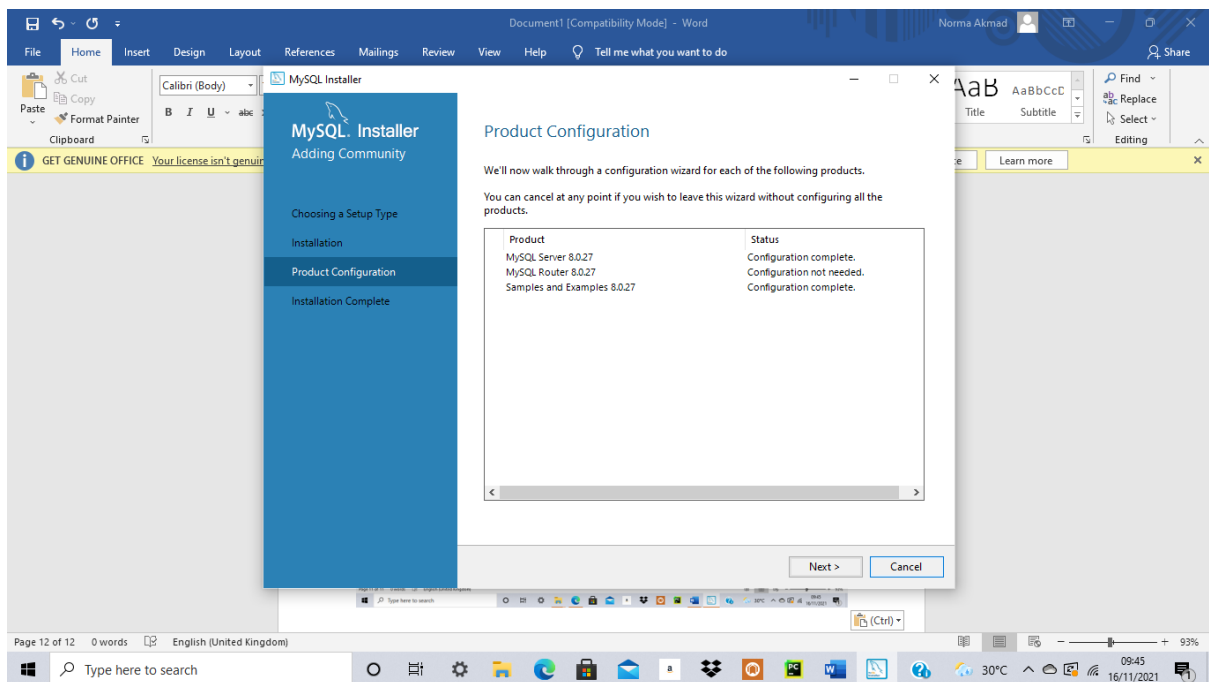 Document1 [Compatibility Mode] - Word
Norma Akmad
File Home Insert Design Layout References Mailings Review View Help Tell me what you want to do Share
Paste
Cut
Copy
Format Painter
Clipboard
Calibri (Body)
B I U abc
Title
AaBbCcD
Subtitle
Find
Replace
Select
Editing
GET GENUINE OFFICE Your license isn't genuin
Learn more
MySQL Installer
MySQL. Installer
Adding Community
Choosing a Setup Type
Installation
Product Configuration
Installation Complete
Product Configuration
We'll now walk through a configuration wizard for each of the following products.
You can cancel at any point if you wish to leave this wizard without configuring all the
products.
Product Status
MySQL Server 8.0.27 Configuration complete.
MySQL Router 8.0.27 Configuration not needed.
Samples and Examples 8.0.27 Configuration complete.
Next > Cancel
Type here to search
(Ctrl)
Page 12 of 12 0 words English (United Kingdom) 93%
Type here to search 30°C 09:45
16/11/2021